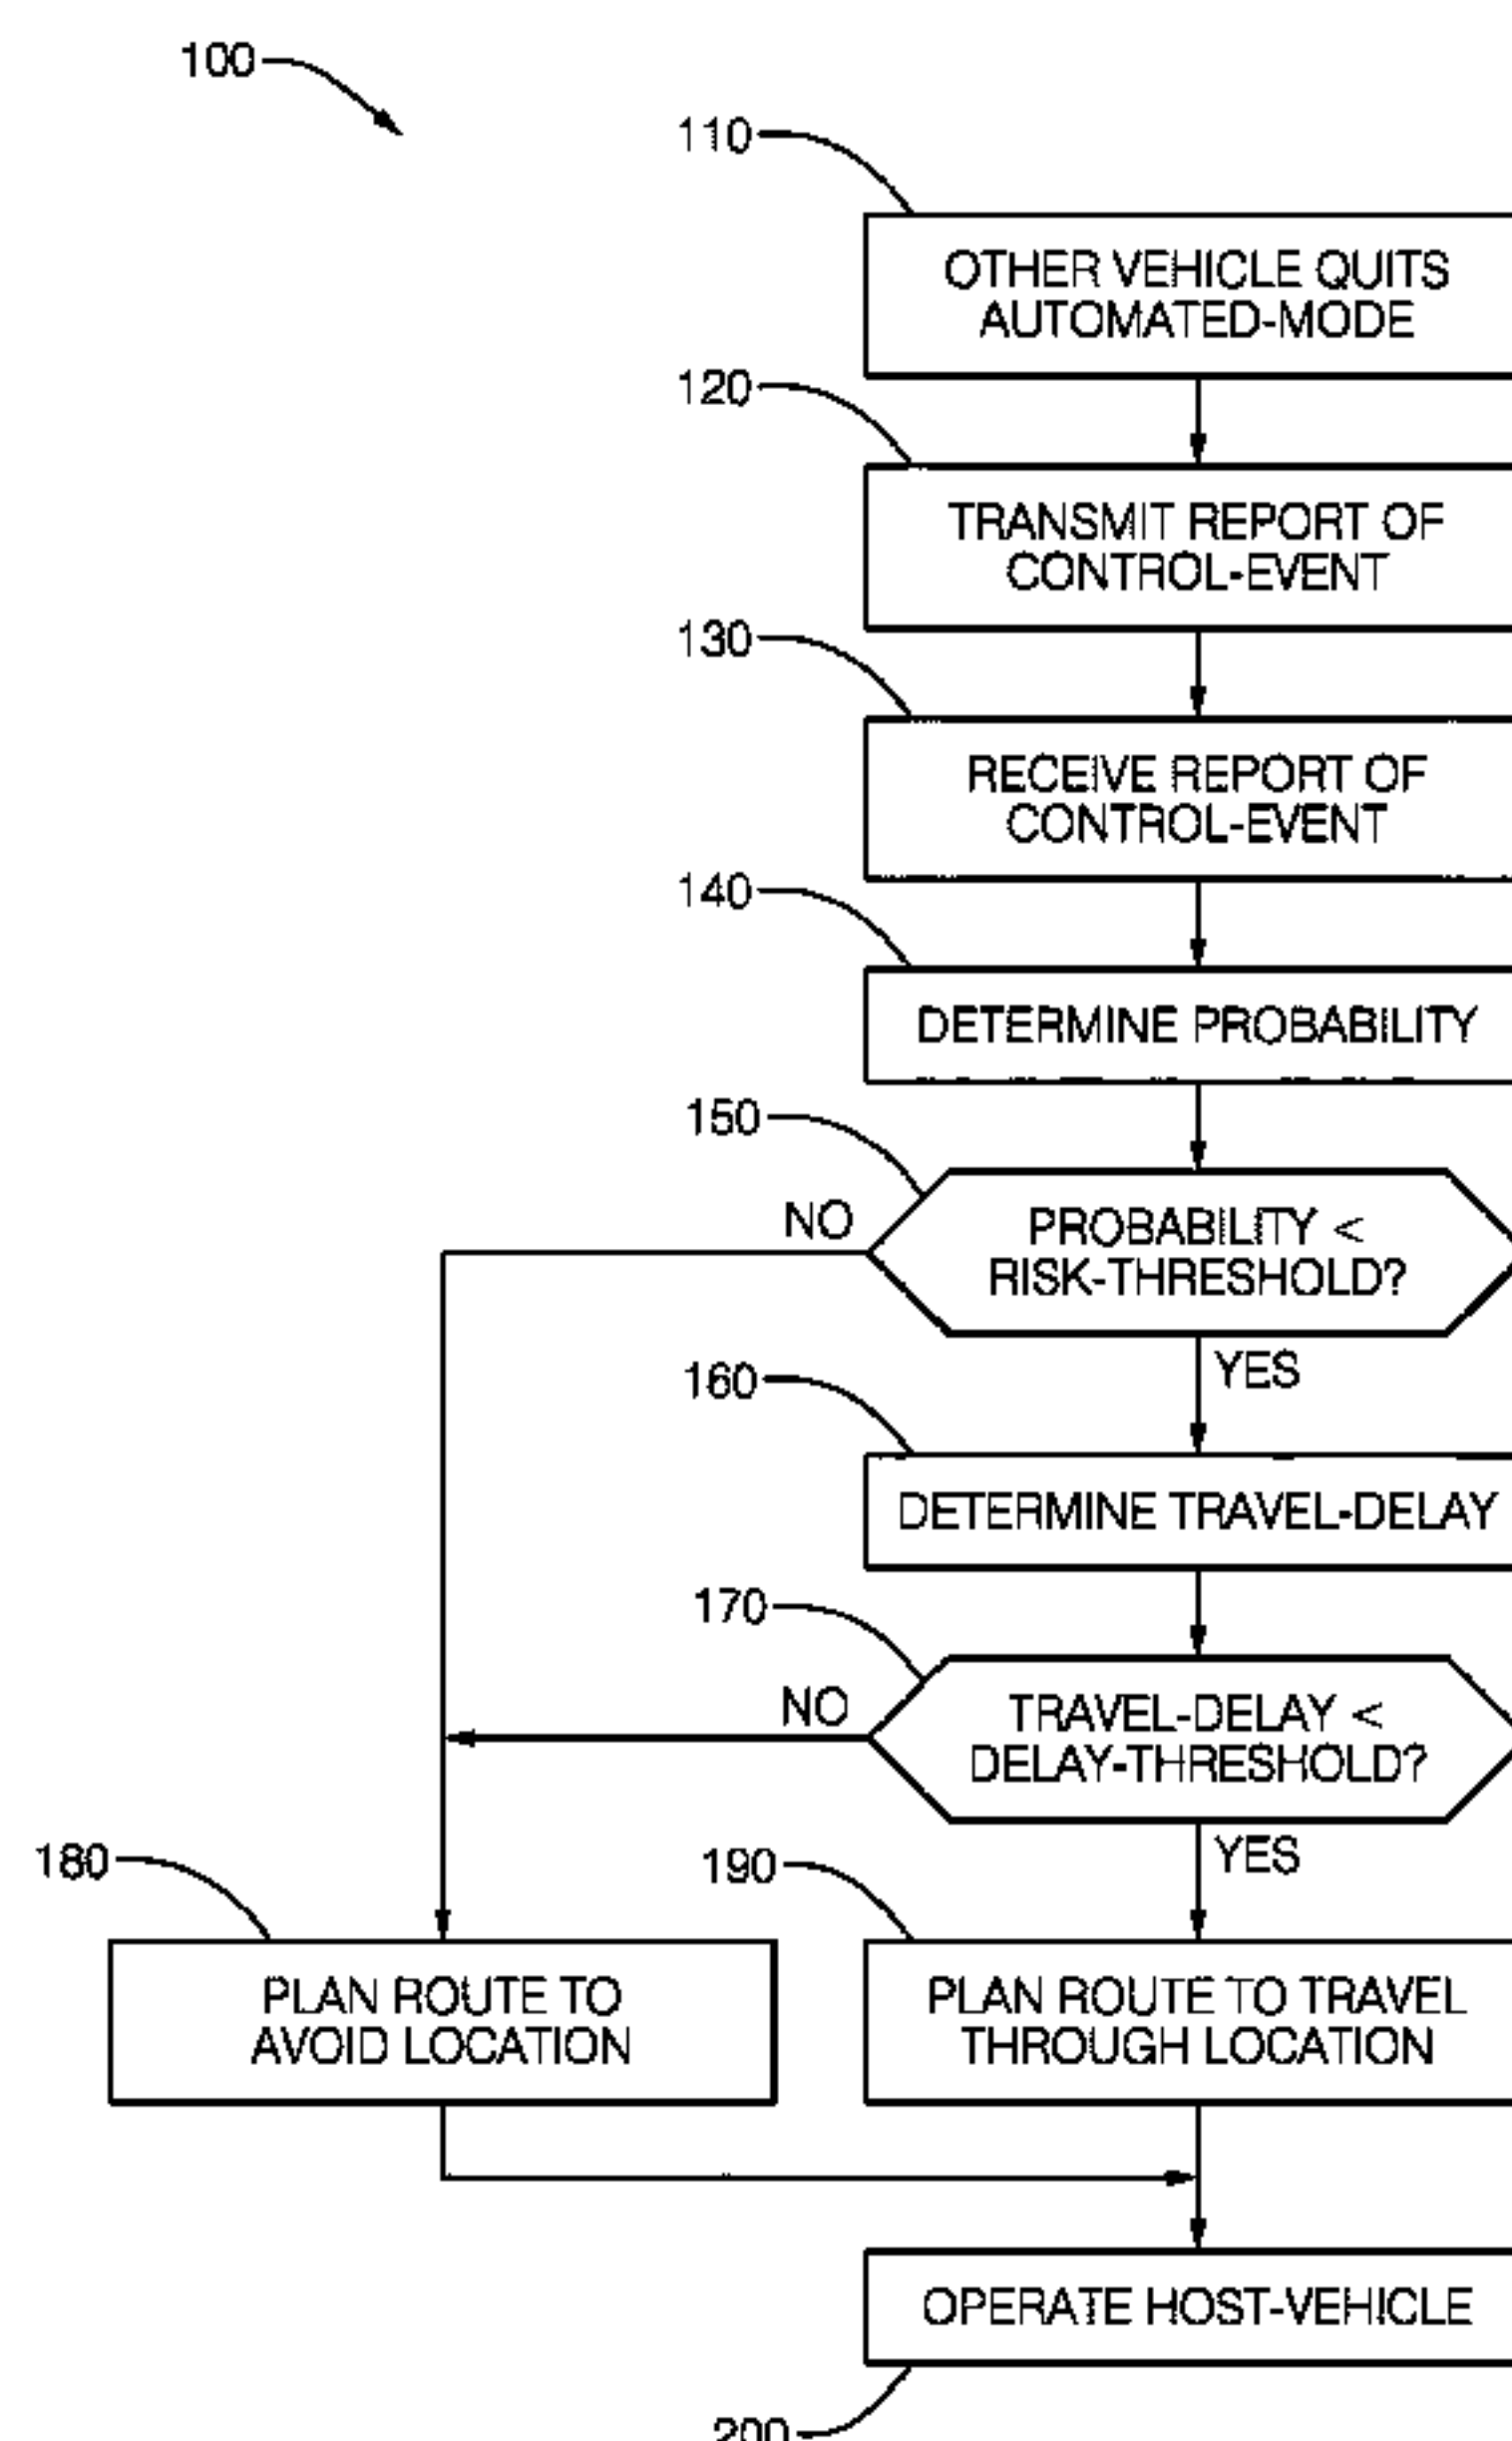 100
110
OTHER VEHICLE QUITS
AUTOMATED-MODE
120
TRANSMIT REPORT OF
CONTROL-EVENT
130
RECEIVE REPORT OF
CONTROL-EVENT
140
DETERMINE PROBABILITY
150
NO
PROBABILITY <
RISK-THRESHOLD?
YES
160
DETERMINE TRAVEL-DELAY
170
NO
TRAVEL-DELAY <
DELAY-THRESHOLD?
YES
180
190
PLAN ROUTE TO
AVOID LOCATION
PLAN ROUTE TO TRAVEL
THROUGH LOCATION
OPERATE HOST-VEHICLE
200